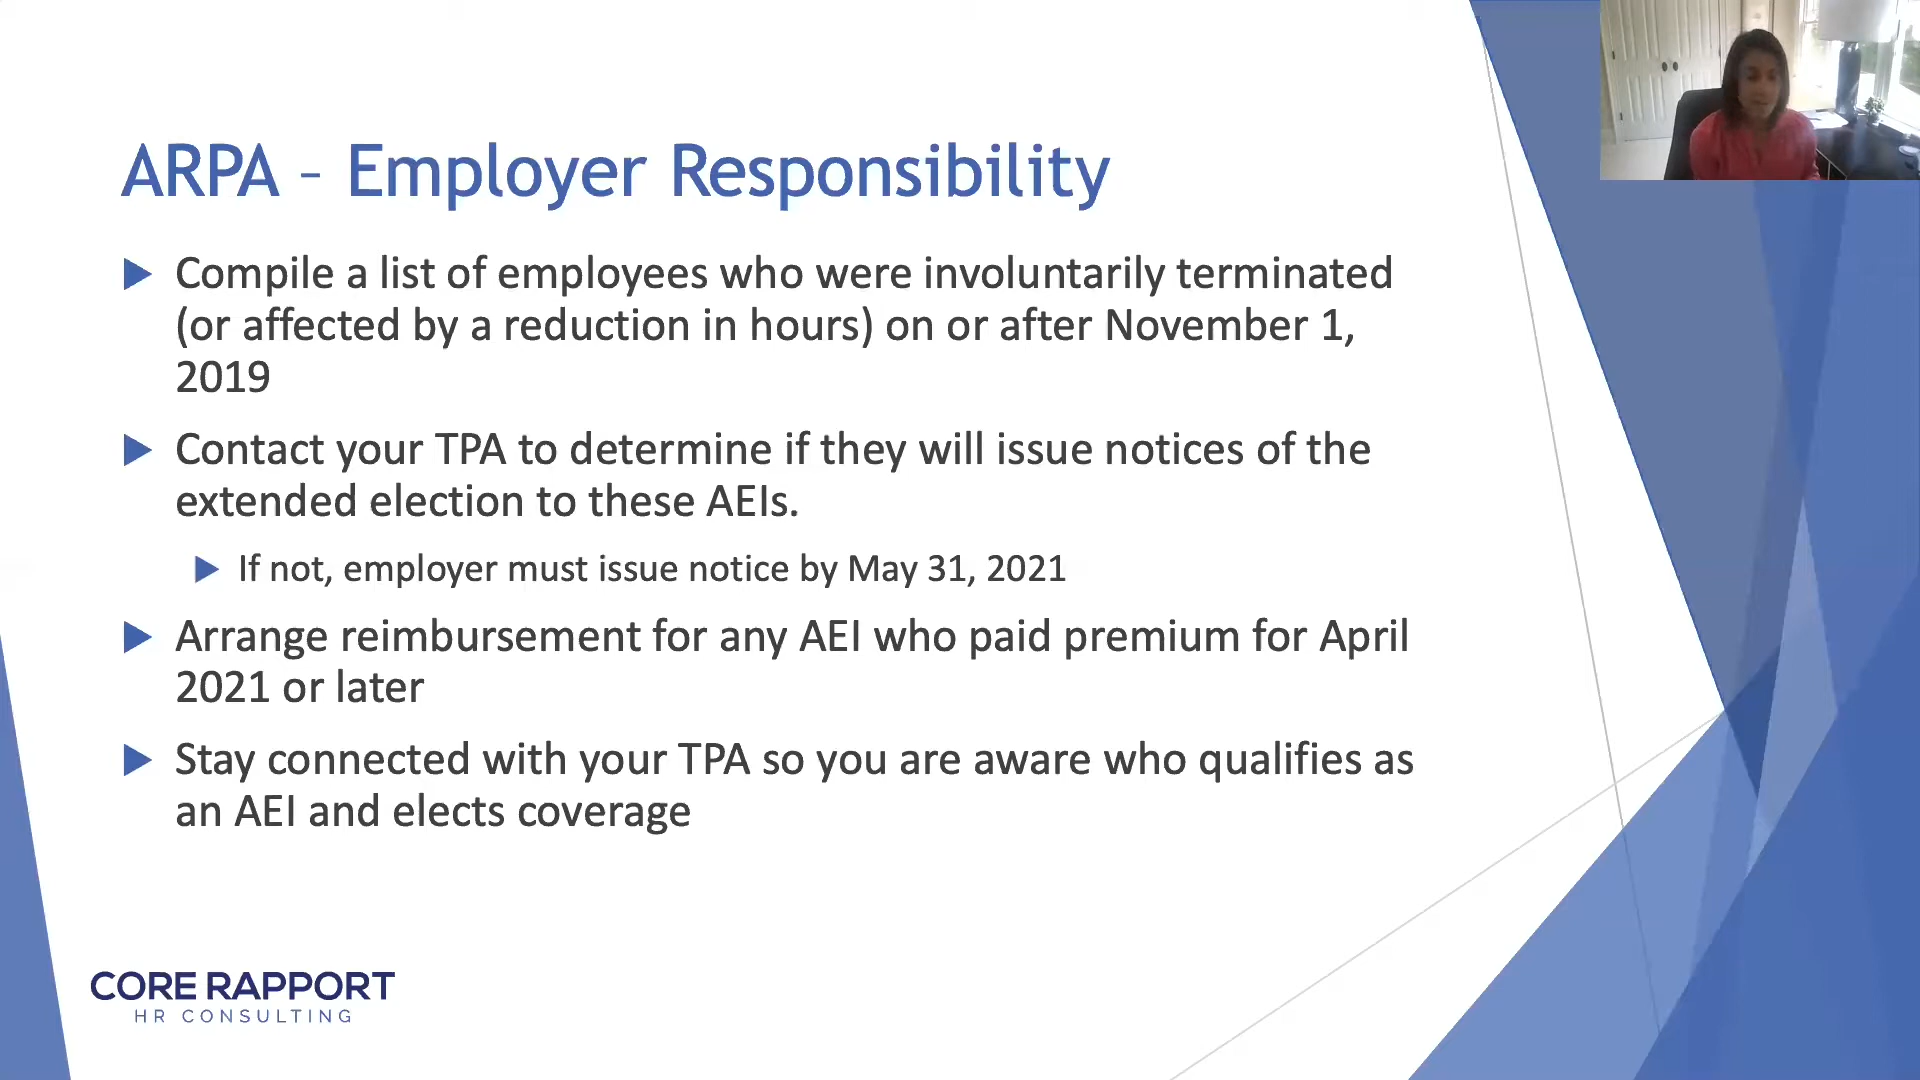 ARPA – Employer Responsibility
Compile a list of employees who were involuntarily terminated
(or affected by a reduction in hours) on or after November 1,
2019
Contact your TPA to determine if they will issue notices of the
extended election to these AEIs.
If not, employer must issue notice by May 31, 2021
Arrange reimbursement for any AEI who paid premium for April
2021 or later
Stay connected with your TPA so you are aware who qualifies as
an AEI and elects coverage
CORE RAPPORT
HR CONSULTING